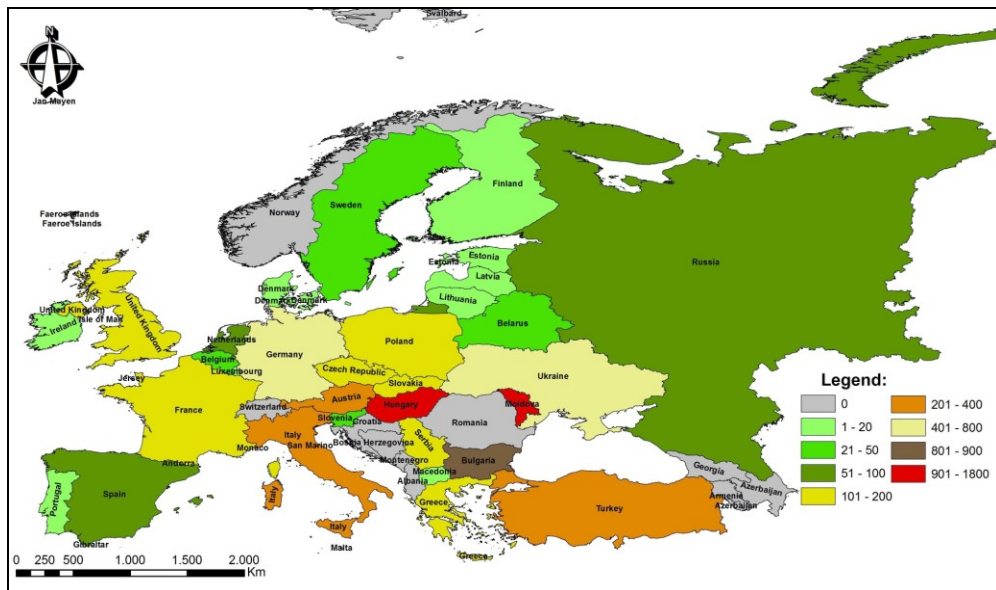 Svalbard
N
Jan Mayen
Faeroe Islands
Faeroe Islands
Norway
Sweden
Finland
Russia
Estonia
Estonia
Latvia
Lithuania
Denmark
Denmark
Denmark
United Kingdom
Isle of Man
Ireland
United Kingdom
Netherlands
Belgium
Luxembourg
Germany
Poland
Belarus
Czech Republic
Slovakia
Ukraine
Jersey
France
Switzerland
Austria
Hungary
Moldova
Slovenia
Croatia
Romania
Italy
San Marino
Bosnia Herzegovina
Serbia
Monaco
Montenegro
Bulgaria
Andorra
Macedonia
Albania
Georgia
Azerbaijan
Armenia
Azerbaijan
Portugal
Spain
Italy
Italy
Greece
Turkey
Gibraltar
Malta
Greece
Legend:
0
1 - 20
21 - 50
51 - 100
101 - 200
201 - 400
401 - 800
801 - 900
901 - 1800
0 250 500 1.000 1.500 2.000
Km